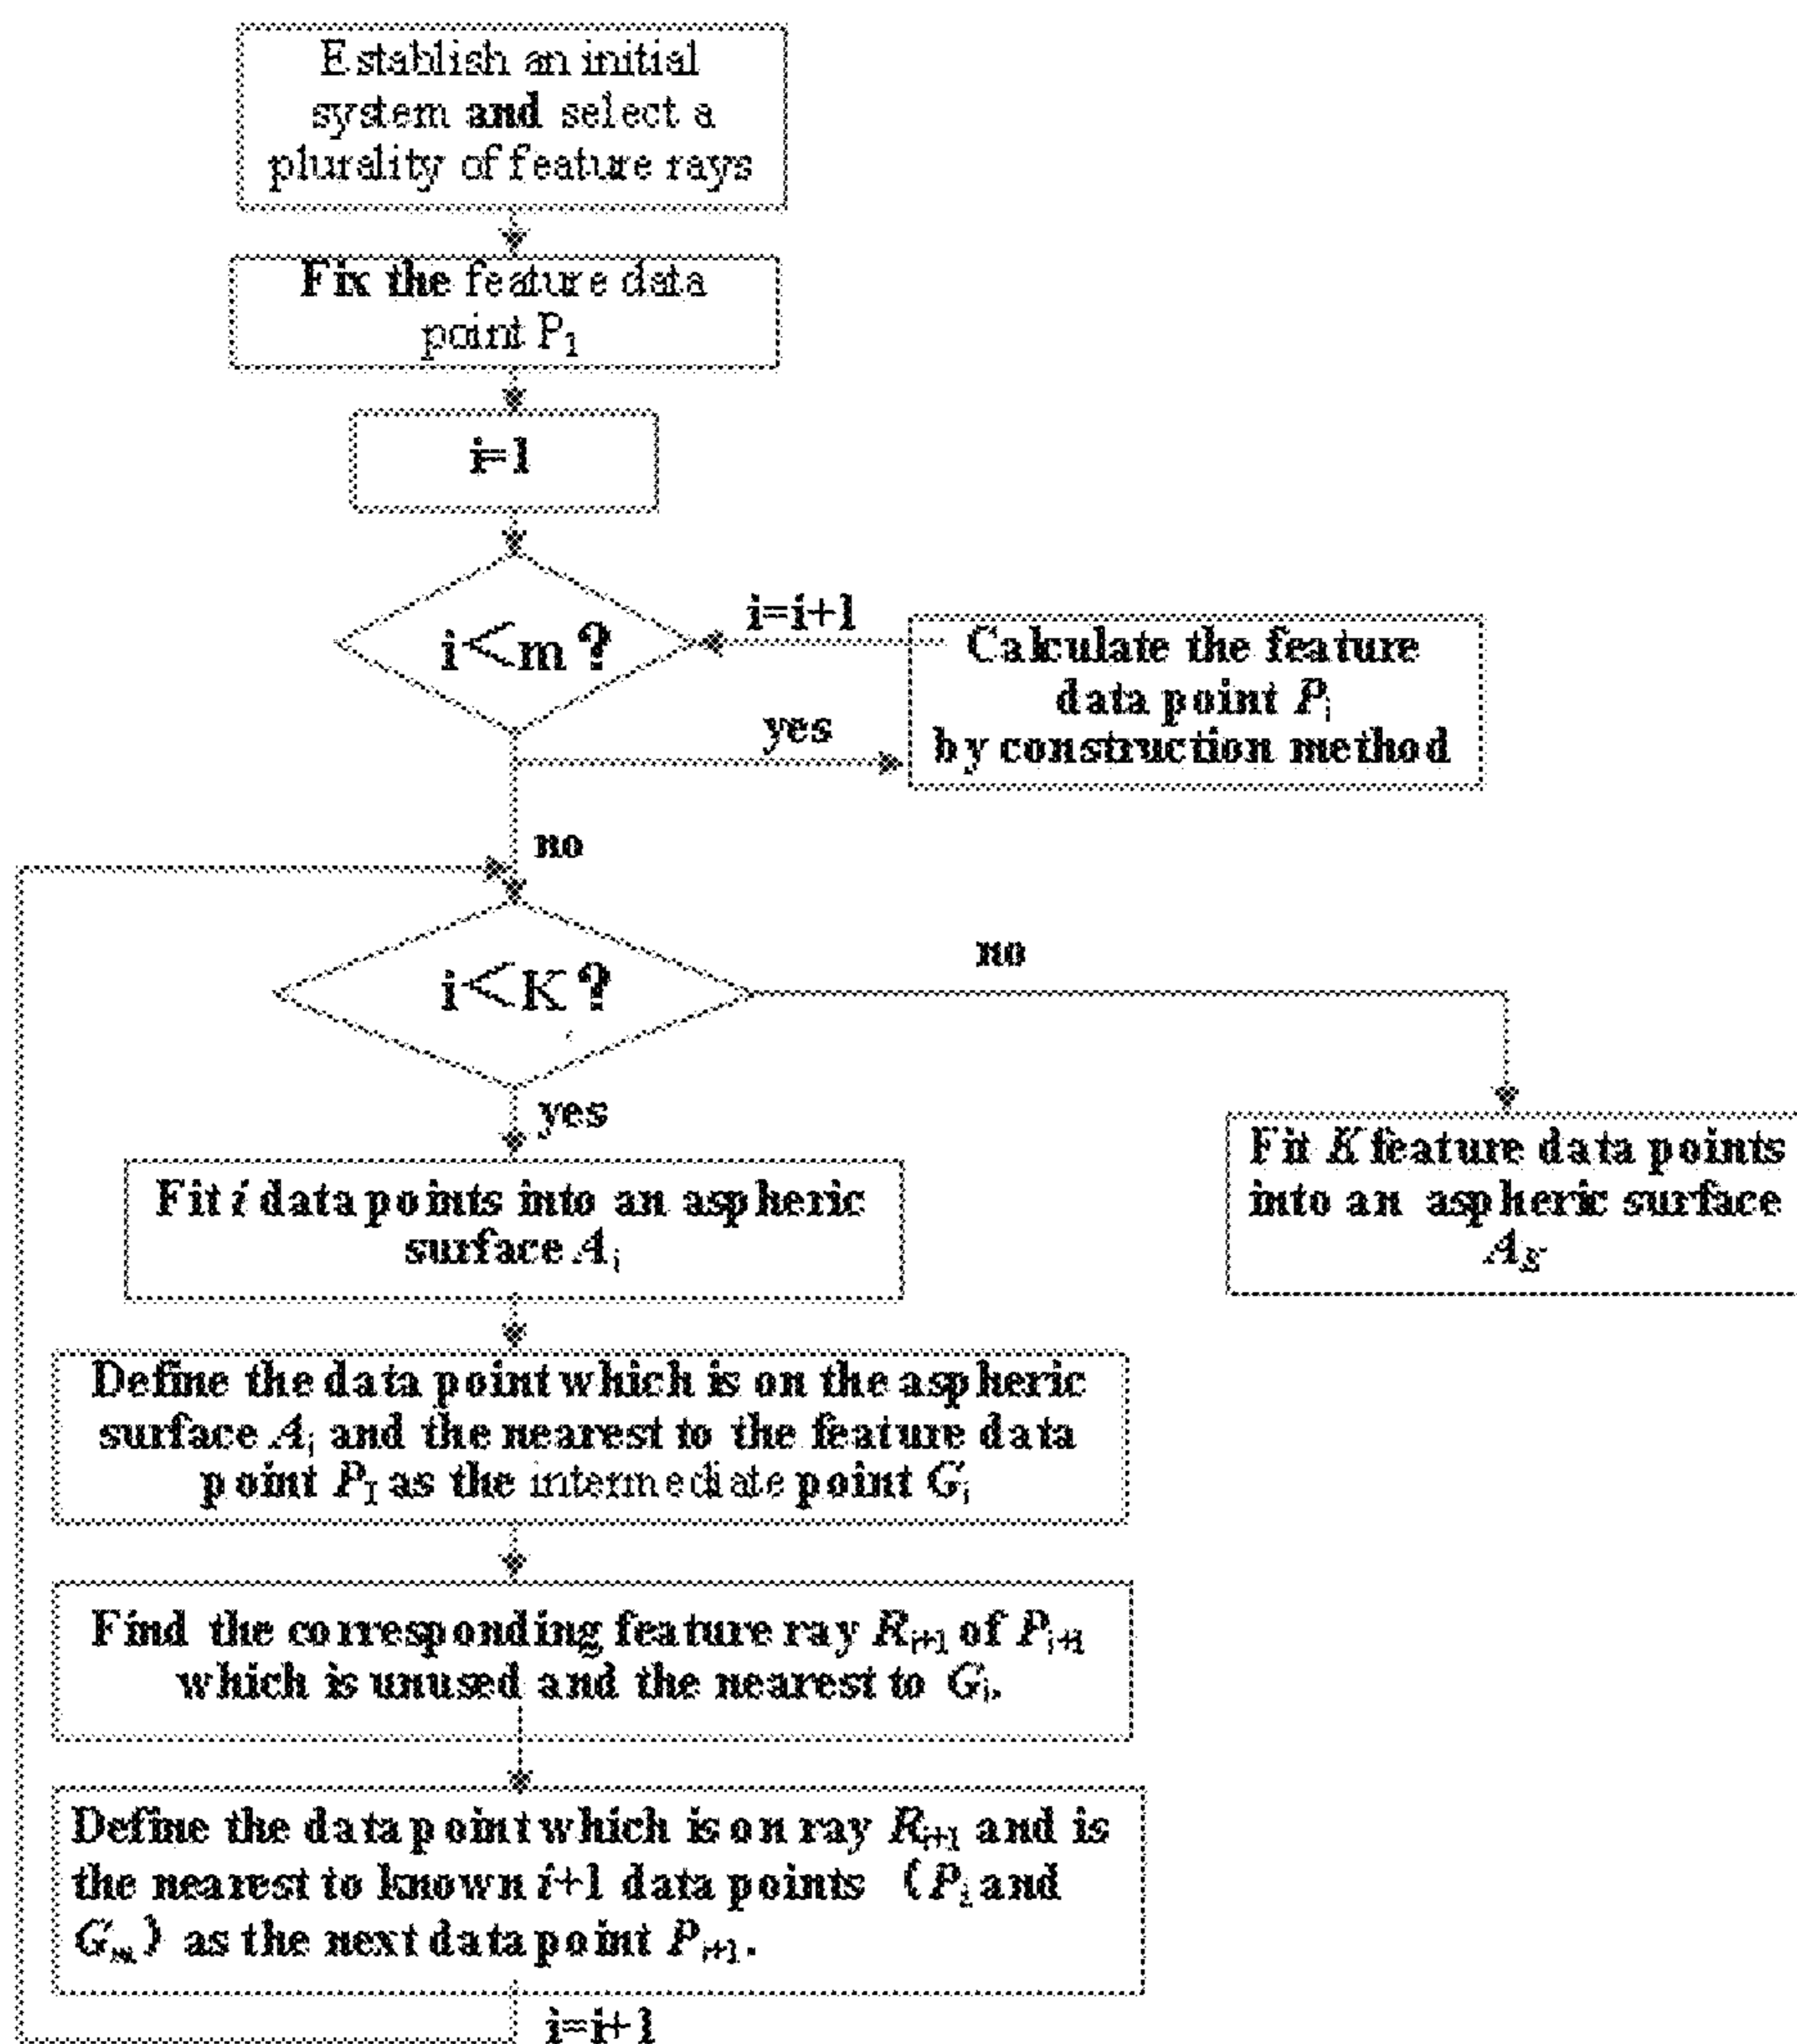 Establish an initial
system and select a
plurality of feature rays
Fix the feature data
point P₁
i=1
i<m?
i=i+1
Calculate the feature
data point Pᵢ
by construction method
yes
no
i<K?
no
yes
Fit i data points into an aspheric
surface Aᵢ
Fit K feature data points
into an aspheric surface
A_K
Define the data point which is on the aspheric
surface Aᵢ and the nearest to the feature data
point P₁ as the intermediate point Gᵢ
Find the corresponding feature ray Rᵢ₊₁ of Pᵢ₊₁
which is unused and the nearest to Gᵢ.
Define the data point which is on ray Rᵢ₊₁ and is
the nearest to known i+1 data points (Pᵢ and
Gₘ) as the next data point Pᵢ₊₁.
i=i+1